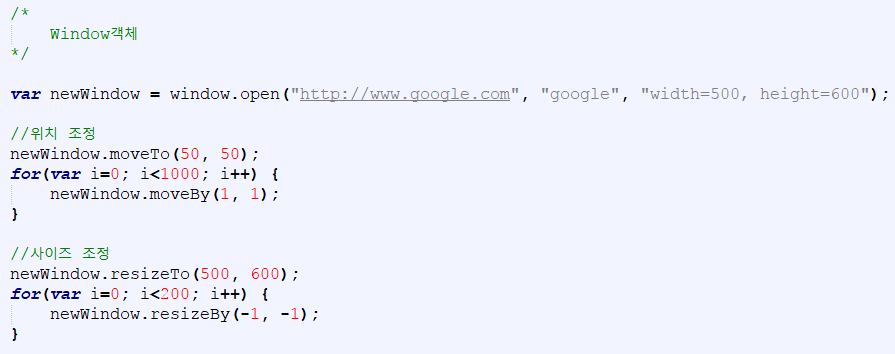 /*
    Window객체
*/

var newWindow = window.open("http://www.google.com", "google", "width=500, height=600");

//위치 조정
newWindow.moveTo(50, 50);
for(var i=0; i<1000; i++) {
    newWindow.moveBy(1, 1);
}

//사이즈 조정
newWindow.resizeTo(500, 600);
for(var i=0; i<200; i++) {
    newWindow.resizeBy(-1, -1);
}